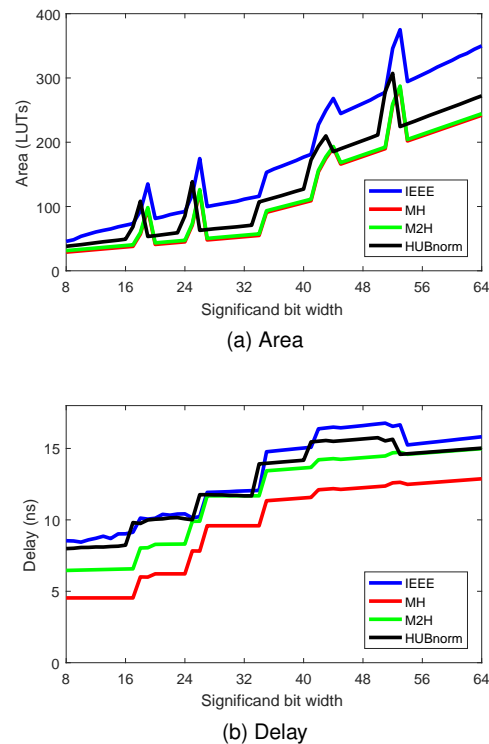 400
300
200
100
0
Area (LUTs)
IEEE
MH
M2H
HUBnorm
8 16 24 32 40 48 56 64
Significand bit width
(a) Area
15
10
5
0
Delay (ns)
IEEE
MH
M2H
HUBnorm
8 16 24 32 40 48 56 64
Significand bit width
(b) Delay